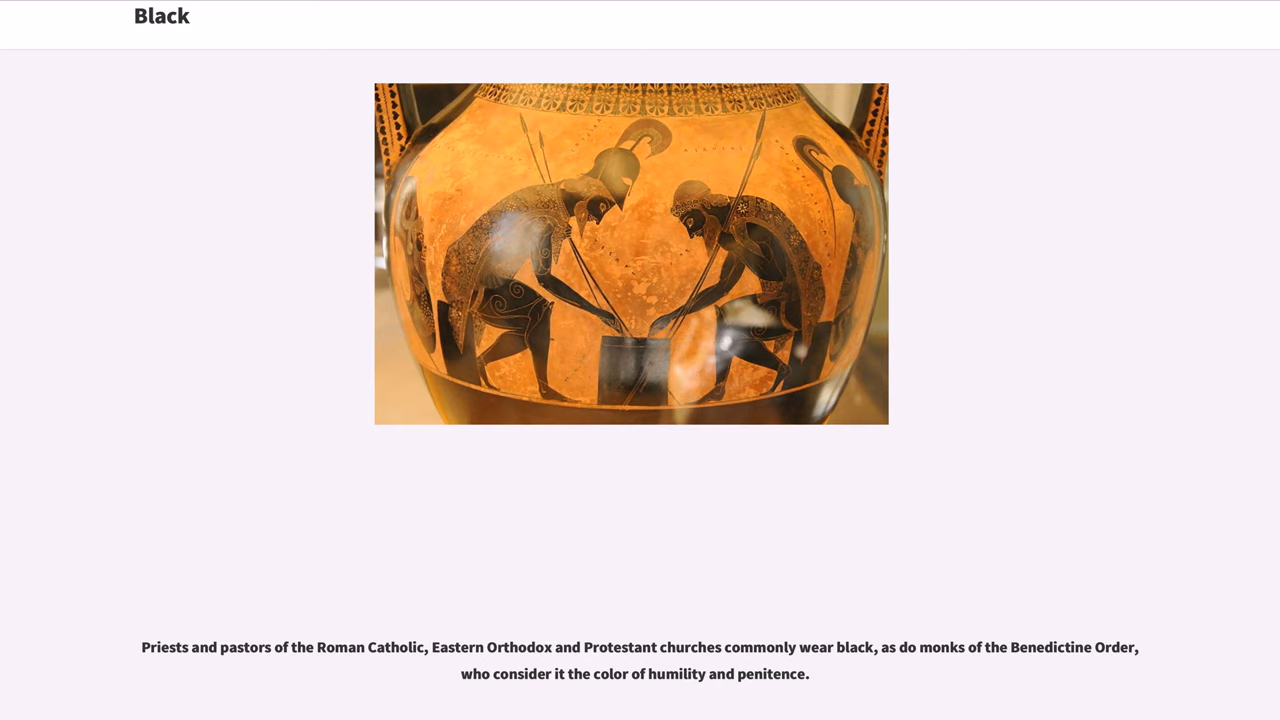 Black
Priests and pastors of the Roman Catholic, Eastern Orthodox and Protestant churches commonly wear black, as do monks of the Benedictine Order,
who consider it the color of humility and penitence.